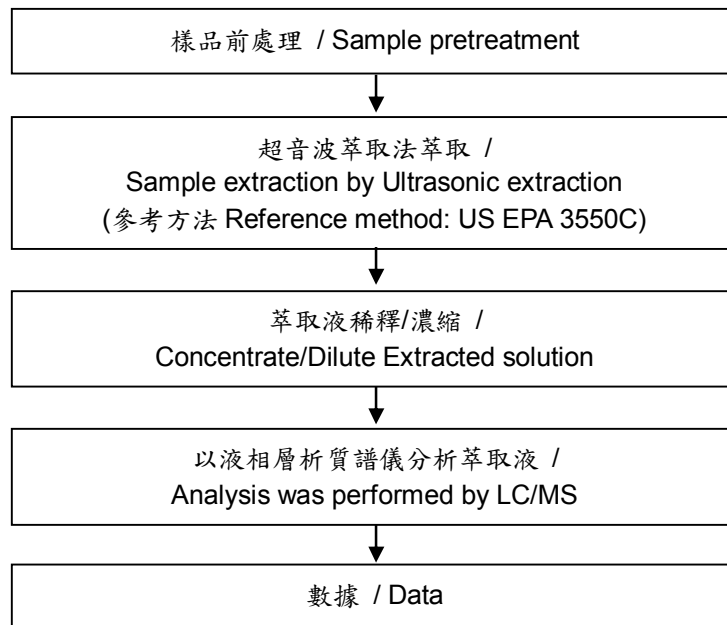 樣品前處理 / Sample pretreatment
超音波萃取法萃取 /
Sample extraction by Ultrasonic extraction
(參考方法 Reference method: US EPA 3550C)
萃取液稀釋/濃縮 /
Concentrate/Dilute Extracted solution
以液相層析質譜儀分析萃取液 /
Analysis was performed by LC/MS
數據 / Data